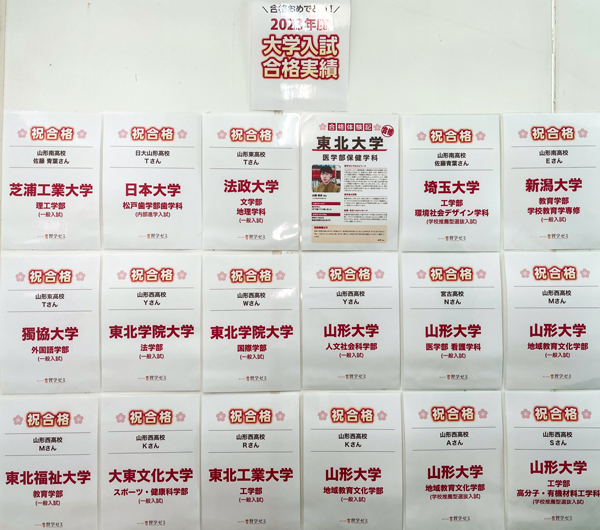 ＼合格おめでとう!／
2023年度
大学入試
合格実績
祝合格
山形南高校
佐藤 青葉さん
芝浦工業大学
理工学部
(一般入試)
祝合格
日大山形高校
Tさん
日本大学
松戸歯学部歯学科
(内部進学入試)
祝合格
山形東高校
Tさん
法政大学
文学部
地理学科
(一般入試)
合格体験記
合格
東北大学
医学部保健学科
祝合格
山形南高校
佐藤青葉さん
埼玉大学
工学部
環境社会デザイン学科
(学校推薦型選抜入試)
祝合格
山形南高校
Eさん
新潟大学
教育学部
学校教育学専修
(一般入試)
祝合格
山形東高校
Tさん
獨協大学
外国語学部
(一般入試)
祝合格
山形西高校
Yさん
東北学院大学
法学部
(一般入試)
祝合格
山形西高校
Wさん
東北学院大学
国際学部
(一般入試)
祝合格
山形西高校
Yさん
山形大学
人文社会科学部
(一般入試)
祝合格
宮古高校
Nさん
山形大学
医学部 看護学科
(一般入試)
祝合格
山形西高校
Mさん
山形大学
地域教育文化学部
(一般入試)
祝合格
山形西高校
Mさん
東北福祉大学
教育学部
(一般入試)
祝合格
山形西高校
Kさん
大東文化大学
スポーツ・健康科学部
(一般入試)
祝合格
山形西高校
Rさん
東北工業大学
工学部
(一般入試)
祝合格
山形西高校
Kさん
山形大学
地域教育文化学部
(一般入試)
祝合格
山形西高校
Aさん
山形大学
地域教育文化学部
(学校推薦型選抜入試)
祝合格
山形西高校
Sさん
山形大学
工学部
高分子・有機材料工学科
(学校推薦型選抜入試)